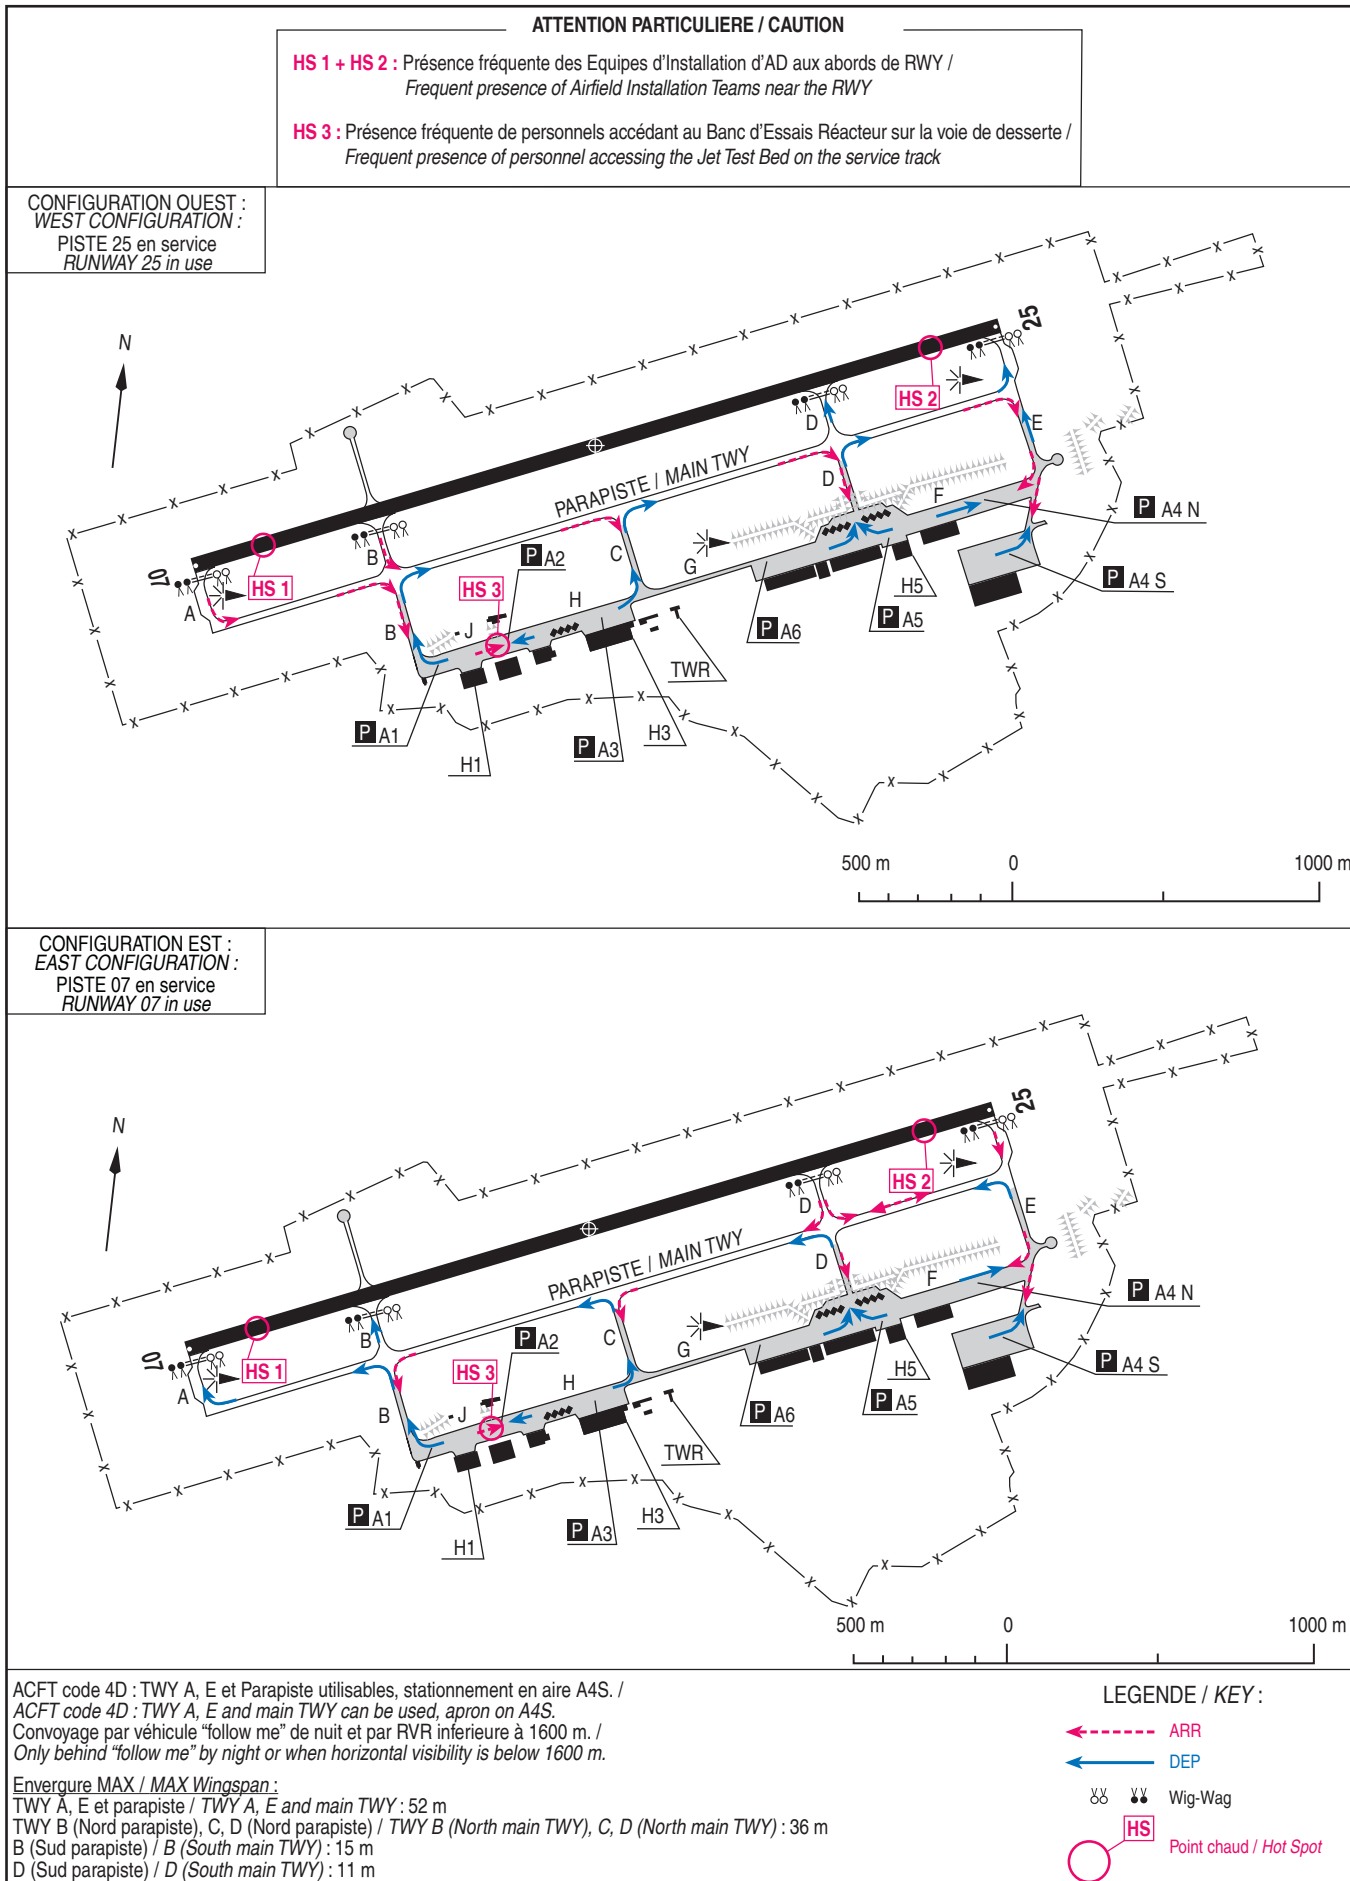 ATTENTION PARTICULIERE / CAUTION
HS 1 + HS 2 : Présence fréquente des Equipes d'Installation d'AD aux abords de RWY /
Frequent presence of Airfield Installation Teams near the RWY
HS 3 : Présence fréquente de personnels accédant au Banc d'Essais Réacteur sur la voie de desserte /
Frequent presence of personnel accessing the Jet Test Bed on the service track
CONFIGURATION OUEST :
WEST CONFIGURATION :
PISTE 25 en service
RUNWAY 25 in use
N
25
HS 2
D
E
PARAPISTE / MAIN TWY
D
F
P A4 N
B
P A2
C
G
07
HS 1
HS 3
H
H5
P A4 S
A
B
J
P A6
P A5
TWR
P A1
H1
P A3
H3
500 m
0
1000 m
CONFIGURATION EST :
EAST CONFIGURATION :
PISTE 07 en service
RUNWAY 07 in use
N
25
HS 2
D
E
PARAPISTE / MAIN TWY
D
F
P A4 N
B
P A2
C
G
07
HS 1
HS 3
H
H5
P A4 S
A
B
J
P A6
P A5
TWR
P A1
H1
P A3
H3
500 m
0
1000 m
ACFT code 4D : TWY A, E et Parapiste utilisables, stationnement en aire A4S. /
ACFT code 4D : TWY A, E and main TWY can be used, apron on A4S.
Convoyage par véhicule “follow me” de nuit et par RVR inferieure à 1600 m. /
Only behind “follow me” by night or when horizontal visibility is below 1600 m.
Envergure MAX / MAX Wingspan :
TWY A, E et parapiste / TWY A, E and main TWY : 52 m
TWY B (Nord parapiste), C, D (Nord parapiste) / TWY B (North main TWY), C, D (North main TWY) : 36 m
B (Sud parapiste) / B (South main TWY) : 15 m
D (Sud parapiste) / D (South main TWY) : 11 m
LEGENDE / KEY :
ARR
DEP
Wig-Wag
HS
Point chaud / Hot Spot